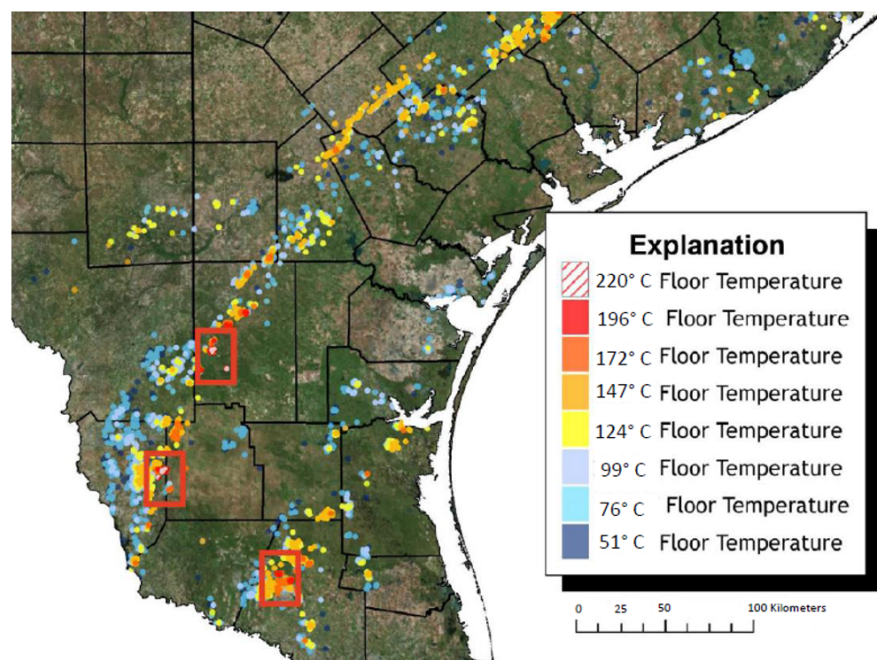 Explanation
220° C Floor Temperature
196° C Floor Temperature
172° C Floor Temperature
147° C Floor Temperature
124° C Floor Temperature
99° C Floor Temperature
76° C Floor Temperature
51° C Floor Temperature
0 25 50 100 Kilometers